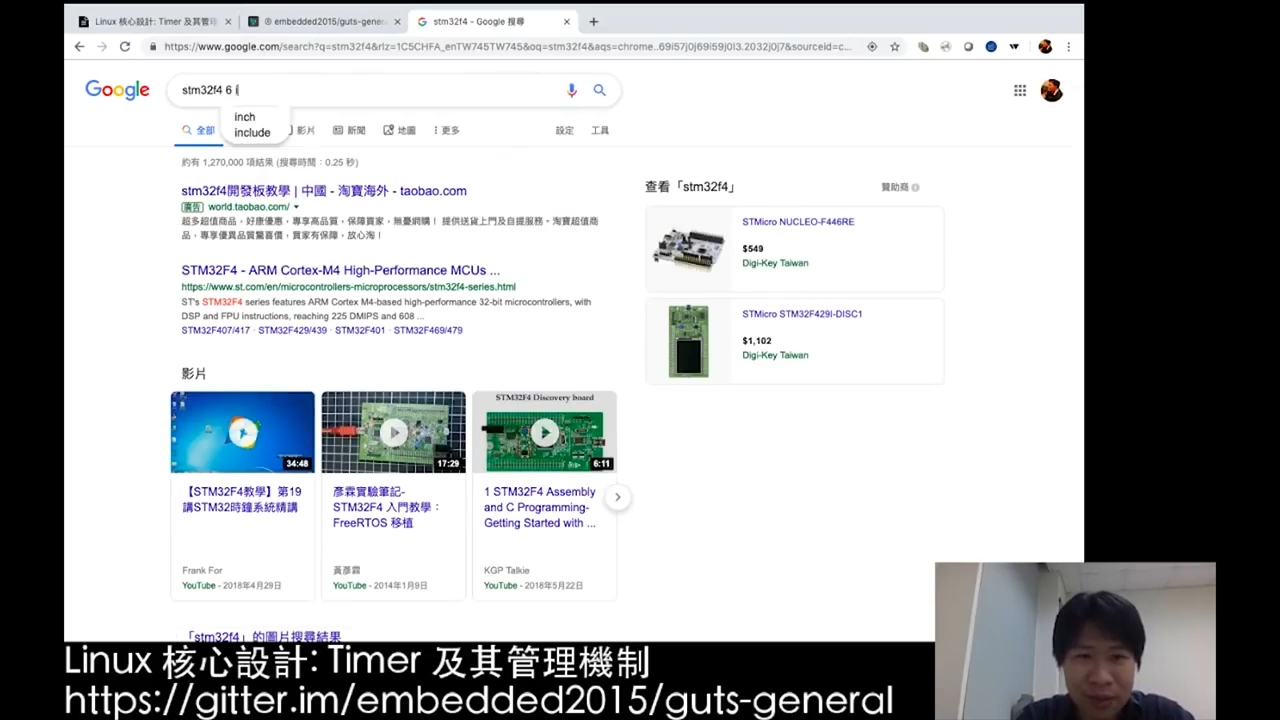 Linux 核心設計: Timer 及其管理
embedded2015/guts-gener
stm32f4 - Google 搜尋
https://www.google.com/search?q=stm32f4&rlz=1C5CHFA_enTW745TW745&oq=stm32f4&aqs=chrome..69i57j0j69i59j0l3.2032j0j7&sourceid=c...
Google
stm32f4 6 i
inch
include
全部
影片
新聞
地圖
更多
設定
工具
約有 1,270,000 項結果 (搜尋時間：0.25 秒)
stm32f4開發板教學 | 中國 - 淘寶海外 - taobao.com
廣告 world.taobao.com/
超多超值商品，好康優惠，專享高品質，保障買家，無憂網購！ 提供送貨上門及自提服務。淘寶超值商
品，專享優異品質驚喜價，買家有保障，放心淘！
STM32F4 - ARM Cortex-M4 High-Performance MCUs ...
https://www.st.com/en/microcontrollers-microprocessors/stm32f4-series.html
ST's STM32F4 series features ARM Cortex M4-based high-performance 32-bit microcontrollers, with
DSP and FPU instructions, reaching 225 DMIPS and 608 ...
STM32F407/417 · STM32F429/439 · STM32F401 · STM32F469/479
查看「stm32f4」
贊助商
STMicro NUCLEO-F446RE
$549
Digi-Key Taiwan
STMicro STM32F429I-DISC1
$1,102
Digi-Key Taiwan
影片
34:48
【STM32F4教學】第19
講STM32時鐘系統精講
Frank For
YouTube - 2018年4月29日
17:29
彥霖實驗筆記-
STM32F4 入門教學：
FreeRTOS 移植
黃彥霖
YouTube - 2014年1月9日
STM32F4 Discovery board
6:11
1 STM32F4 Assembly
and C Programming-
Getting Started with ...
KGP Talkie
YouTube - 2018年5月22日
「stm32f4」的圖片搜尋結果
Linux 核心設計: Timer 及其管理機制
https://gitter.im/embedded2015/guts-general